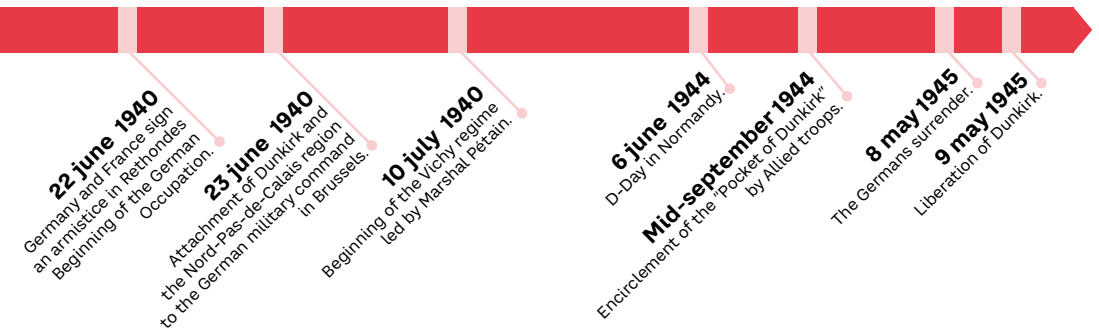 22 june 1940
Germany and France sign
an armistice in Rethondes
Beginning of the German
Occupation.
23 june 1940
Attachment of Dunkirk and
the Nord-Pas-de-Calais region
to the German military command
in Brussels.
10 july 1940
Beginning of the Vichy regime
led by Marshal Pétain.
6 june 1944
D-Day in Normandy.
Mid-september 1944
Encirclement of the "Pocket of Dunkirk"
by Allied troops.
8 may 1945
The Germans surrender.
9 may 1945
Liberation of Dunkirk.